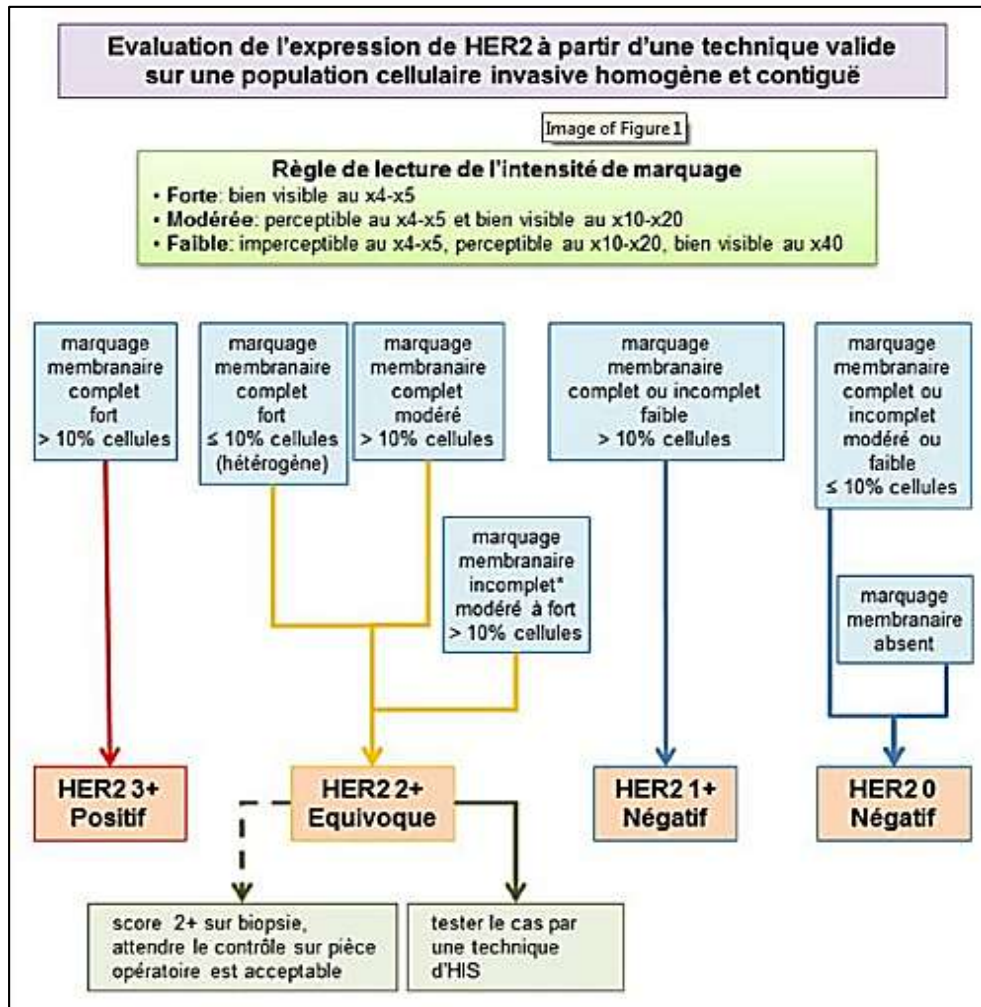 Evaluation de l'expression de HER2 à partir d'une technique valide
sur une population cellulaire invasive homogène et contiguë
Image of Figure 1
Règle de lecture de l'intensité de marquage
• Forte: bien visible au x4-x5
• Modérée: perceptible au x4-x5 et bien visible au x10-x20
• Faible: imperceptible au x4-x5, perceptible au x10-x20, bien visible au x40
marquage
membranaire
complet
fort
> 10% cellules
marquage
membranaire
complet
fort
≤ 10% cellules
(hétérogène)
marquage
membranaire
complet
modéré
> 10% cellules
marquage
membranaire
incomplet*
modéré à fort
> 10% cellules
marquage
membranaire
complet ou incomplet
faible
> 10% cellules
marquage
membranaire
complet ou
incomplet
modéré ou
faible
≤ 10% cellules
marquage
membranaire
absent
HER2 3+
Positif
HER2 2+
Equivoque
HER2 1+
Négatif
HER2 0
Négatif
score 2+ sur biopsie,
attendre le contrôle sur pièce
opératoire est acceptable
tester le cas par
une technique
d'HIS